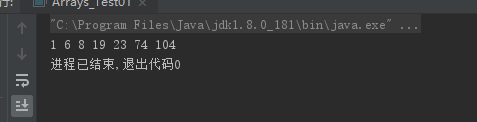 行: Arrays_Test01
"C:\Program Files\Java\jdk1.8.0_181\bin\java.exe" ...
1 6 8 19 23 74 104
进程已结束,退出代码0